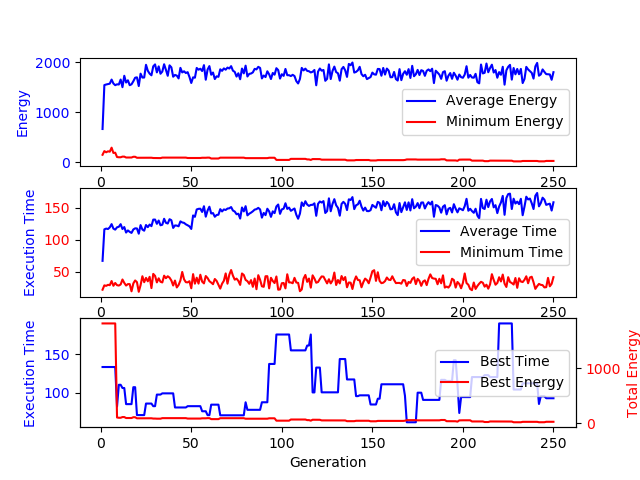 2000
1000
0
Energy
Average Energy
Minimum Energy
0 50 100 150 200 250
150
100
50
Execution Time
Average Time
Minimum Time
0 50 100 150 200 250
150
100
Execution Time
Best Time
Best Energy
1000
0
Total Energy
0 50 100 150 200 250
Generation